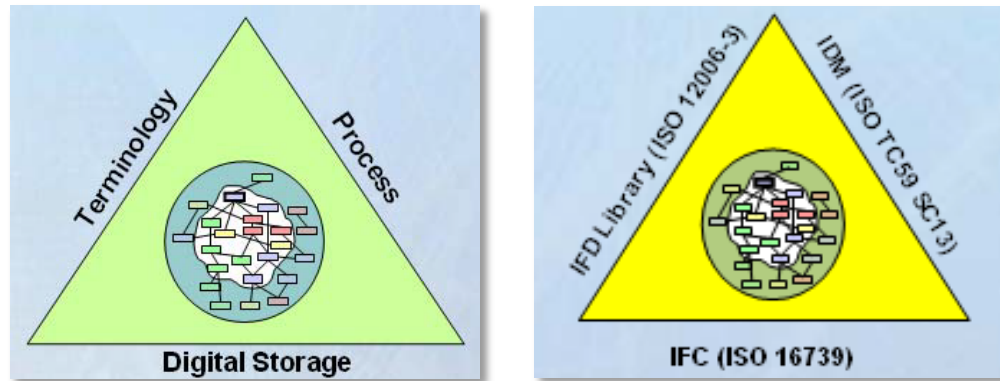 Terminology
Process
Digital Storage
IFD Library (ISO 12006-3)
IDM (ISO TC59 SC13)
IFC (ISO 16739)